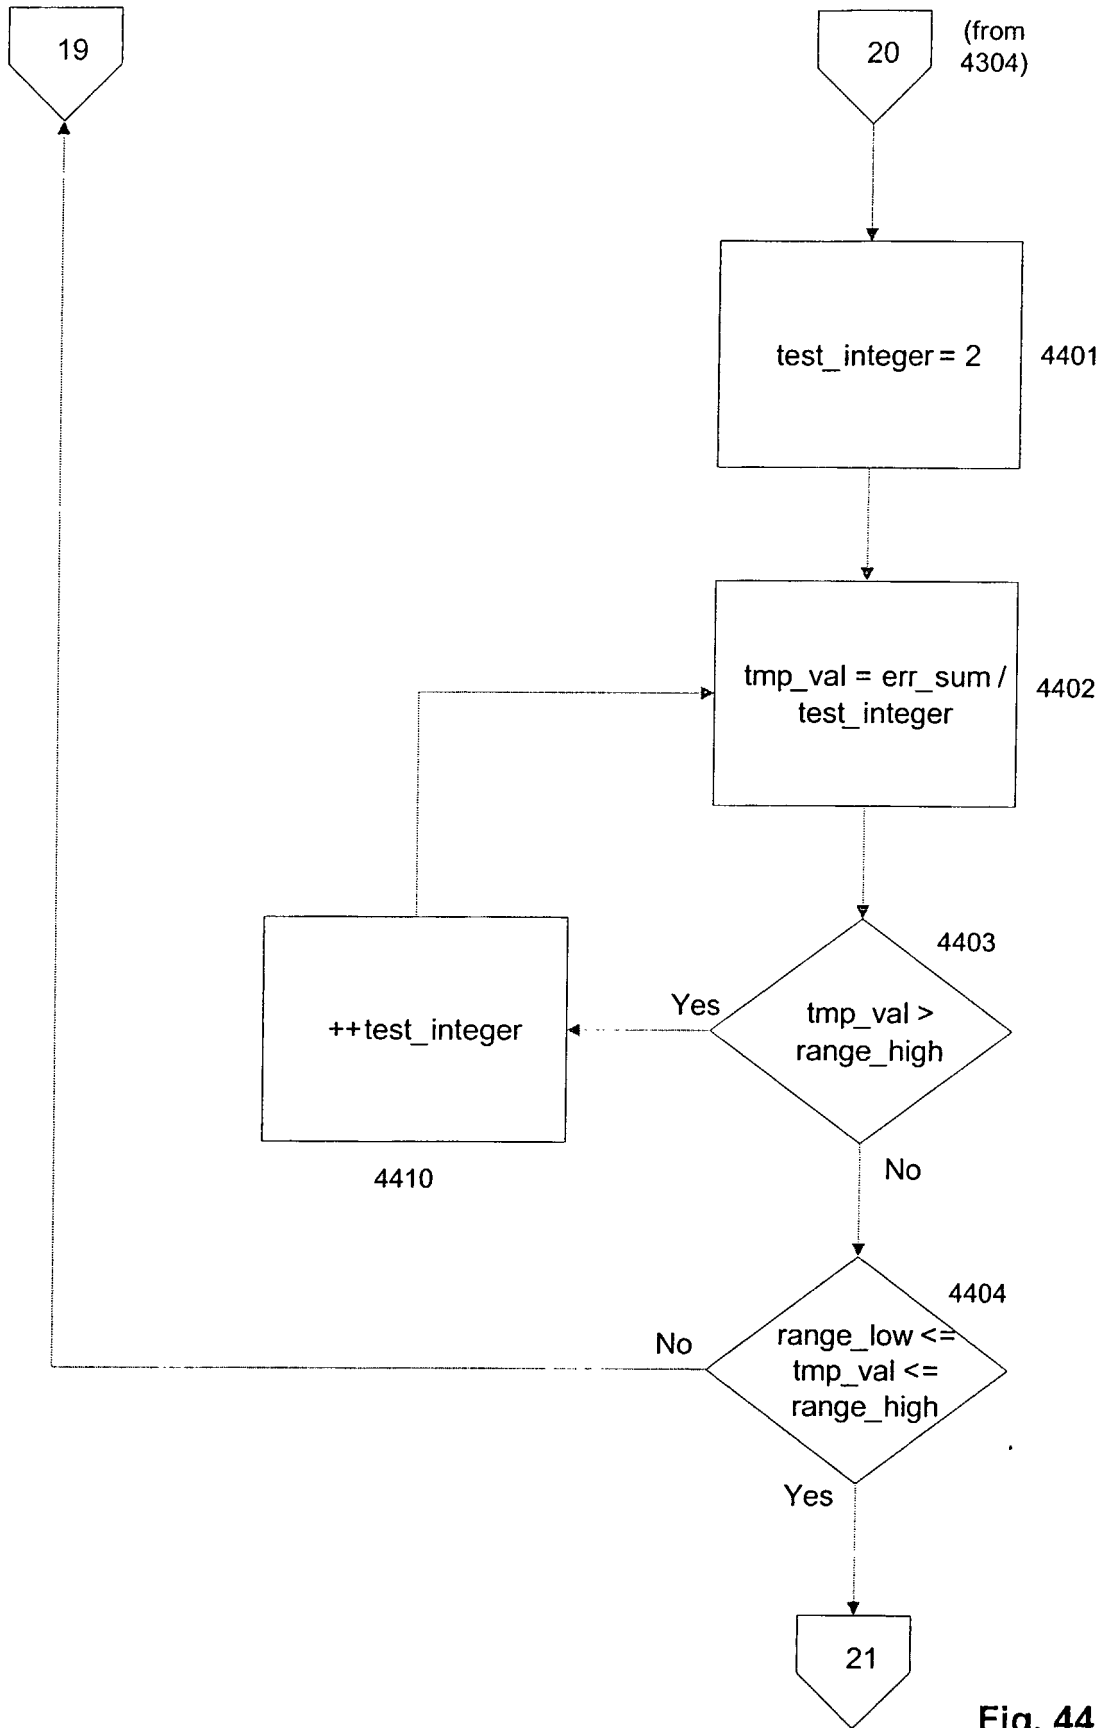 19
20
(from
4304)
test_integer = 2
4401
tmp_val = err_sum /
test_integer
4402
4403
Yes
tmp_val >
range_high
++test_integer
4410
No
4404
No
range_low <=
tmp_val <=
range_high
Yes
21
Fig. 44